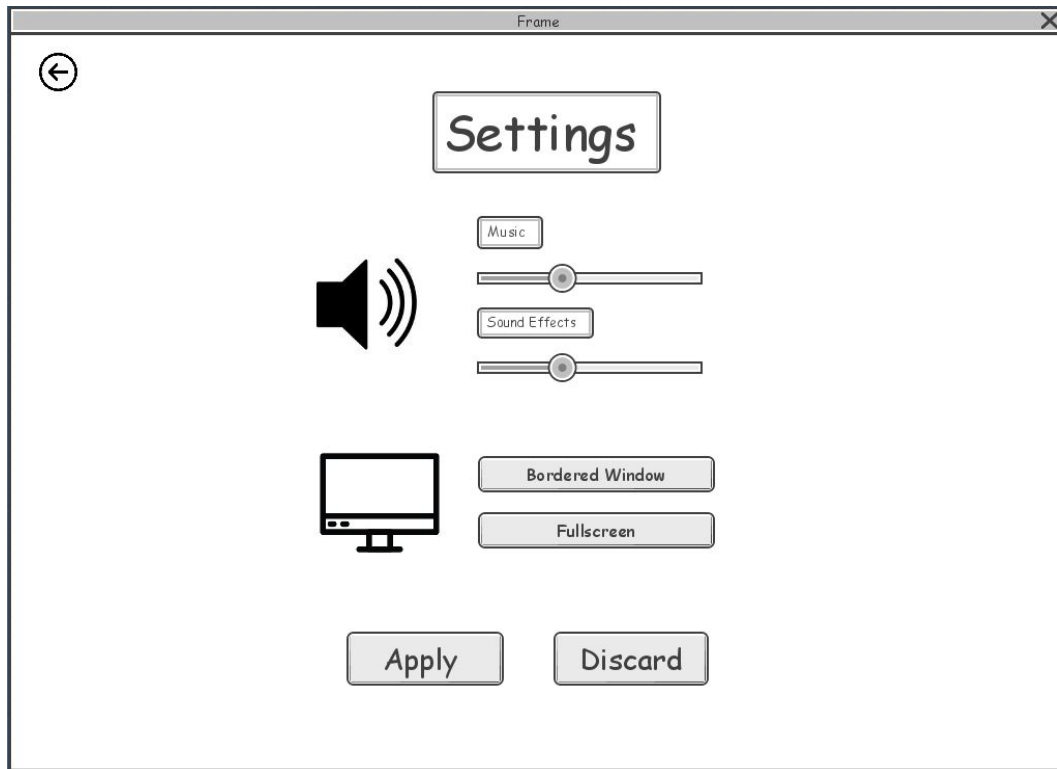 Frame
Settings
Music
Sound Effects
Bordered Window
Fullscreen
Apply
Discard